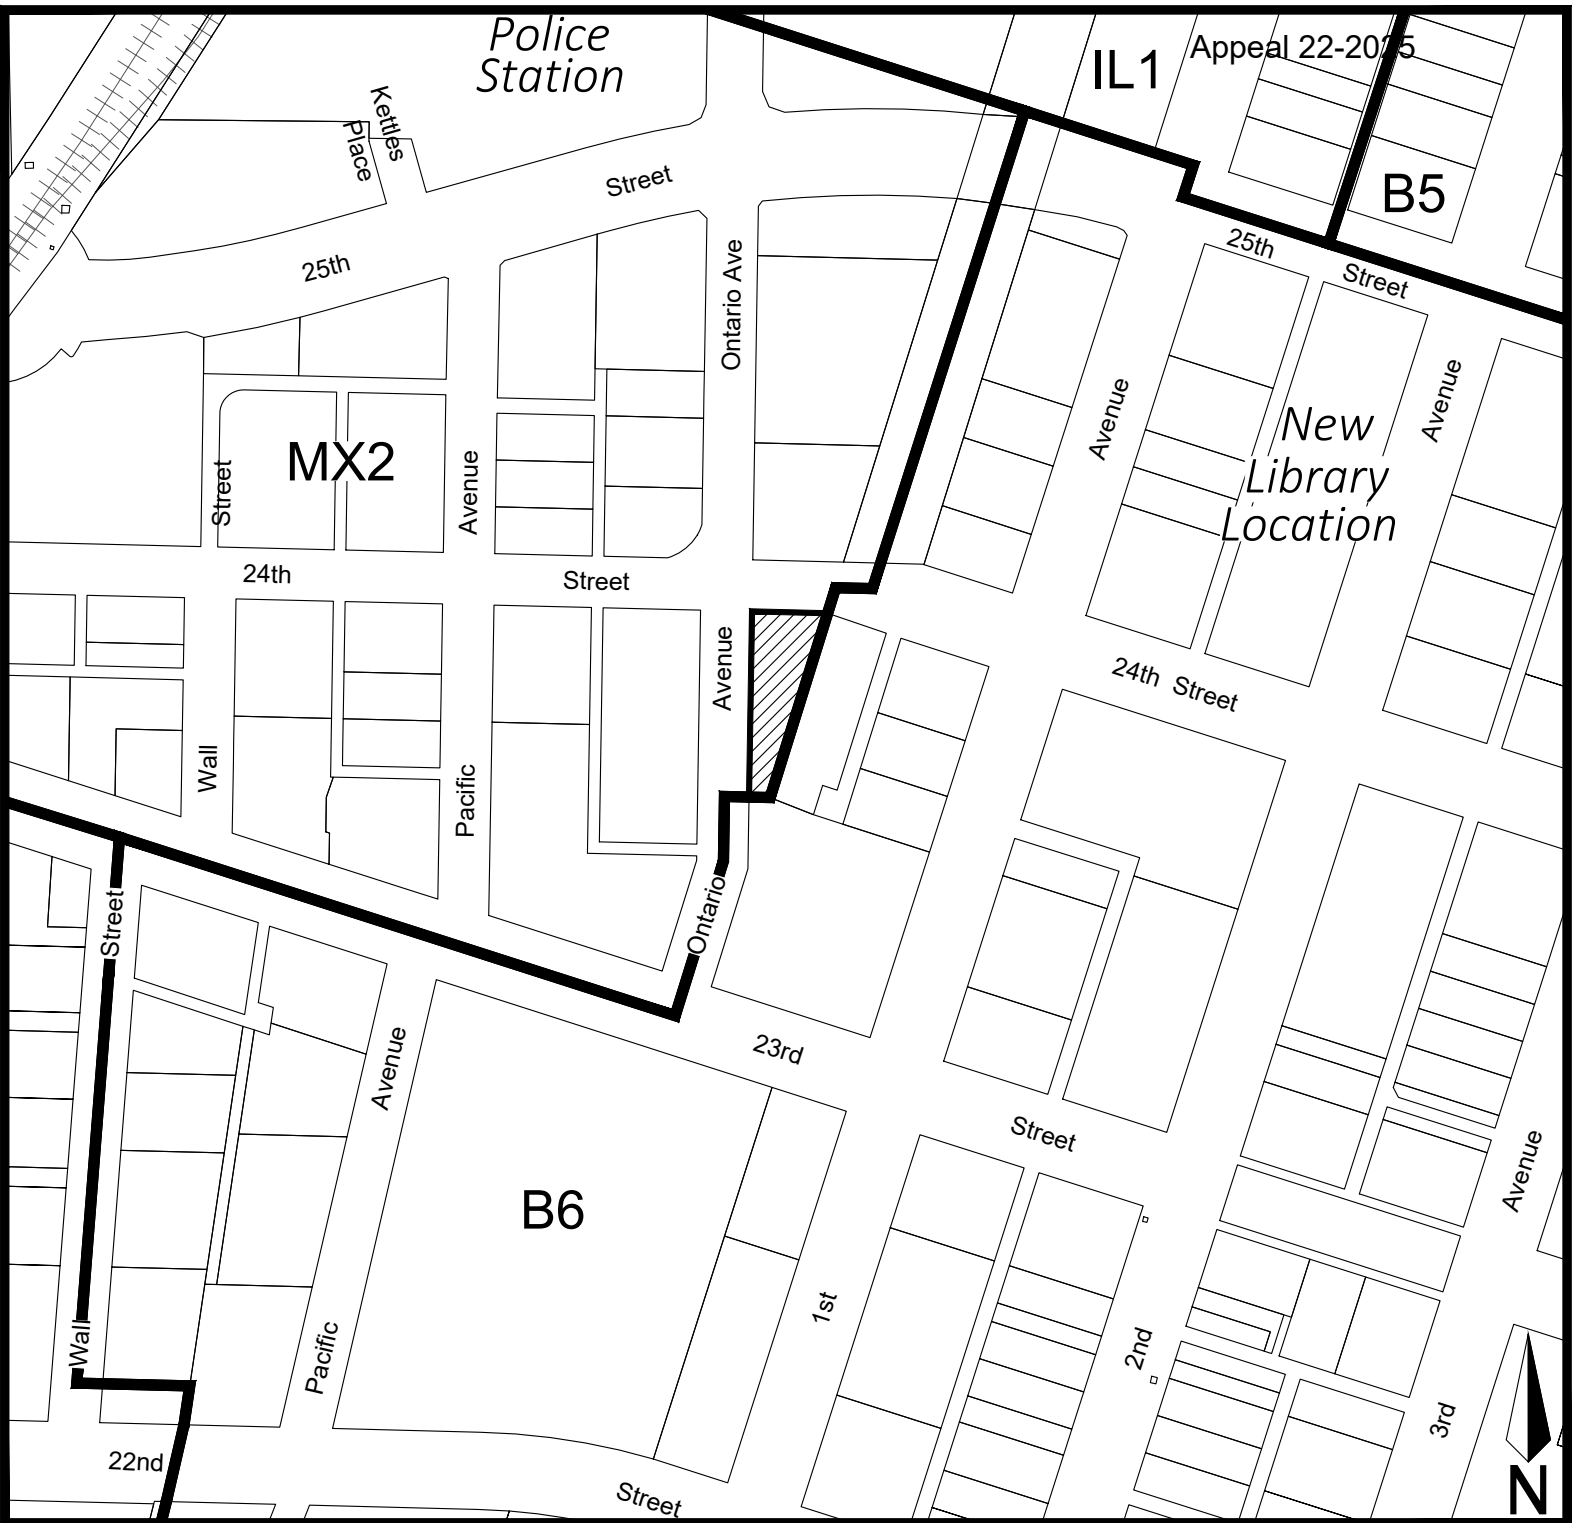 Police
Station
IL1
Appeal 22-2025
Kettles
Place
Street
B5
25th
25th
Street
Ontario Ave
Avenue
Avenue
New
Library
Location
MX2
Street
Avenue
24th
Street
Avenue
24th Street
Wall
Pacific
Street
Ontario
23rd
Avenue
Street
Avenue
B6
1st
2nd
Wall
Pacific
3rd
22nd
Street
N